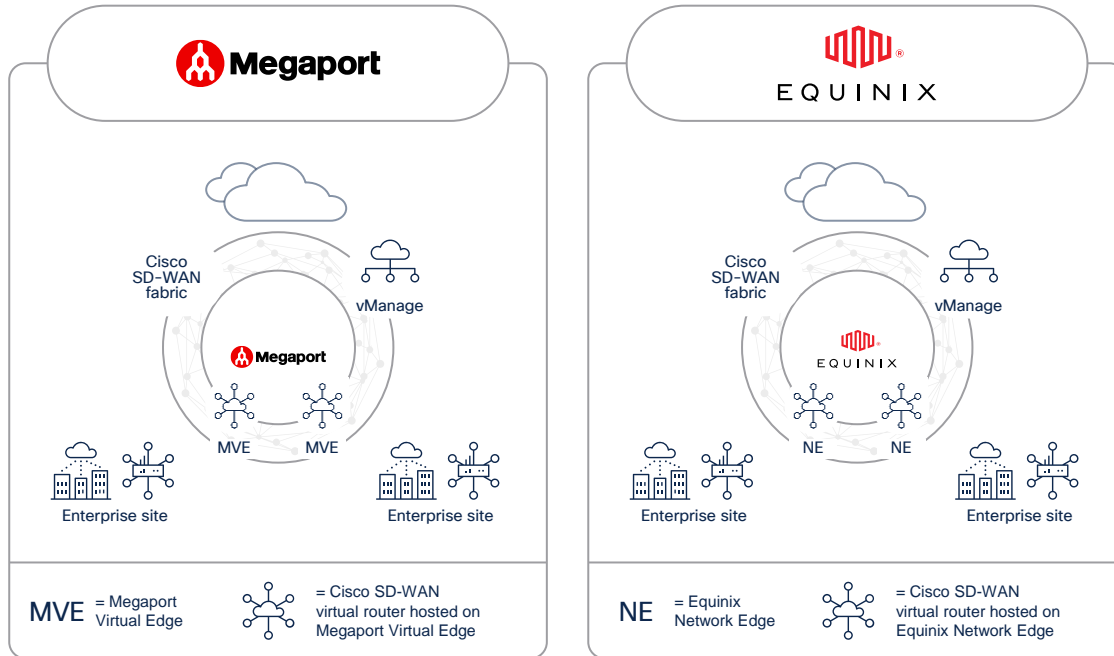 Megaport
Cisco
SD-WAN
fabric
vManage
Megaport
MVE
MVE
Enterprise site
Enterprise site
MVE
= Megaport
Virtual Edge
= Cisco SD-WAN
virtual router hosted on
Megaport Virtual Edge
EQUINIX
®
Cisco
SD-WAN
fabric
vManage
EQUINIX
NE
NE
Enterprise site
Enterprise site
NE
= Equinix
Network Edge
= Cisco SD-WAN
virtual router hosted on
Equinix Network Edge